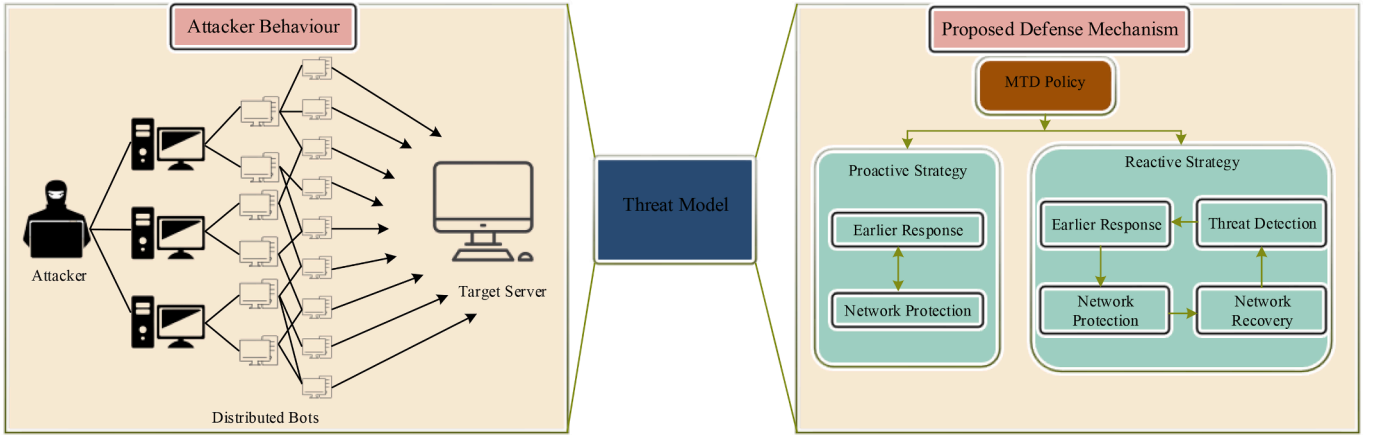 Attacker Behaviour
Attacker
Target Server
Distributed Bots
Threat Model
Proposed Defense Mechanism
MTD Policy
Proactive Strategy
Earlier Response
Network Protection
Reactive Strategy
Earlier Response
Threat Detection
Network
Protection
Network
Recovery